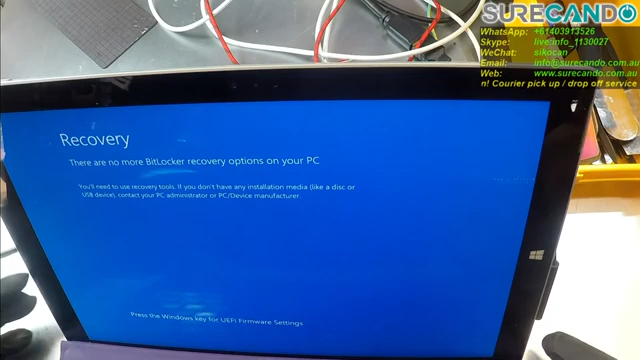 SURECANDO
WhatsApp: +61403913526
Skype: live:info_1130027
WeChat: sikocan
Email: info@surecando.com.au
Web: www.surecando.com.au
n! Courier pick up / drop off service
Recovery
There are no more BitLocker recovery options on your PC
You'll need to use recovery tools. If you don't have any installation media (like a disc or
USB device), contact your PC administrator or PC/Device manufacturer.
Press the Windows key for UEFI Firmware Settings